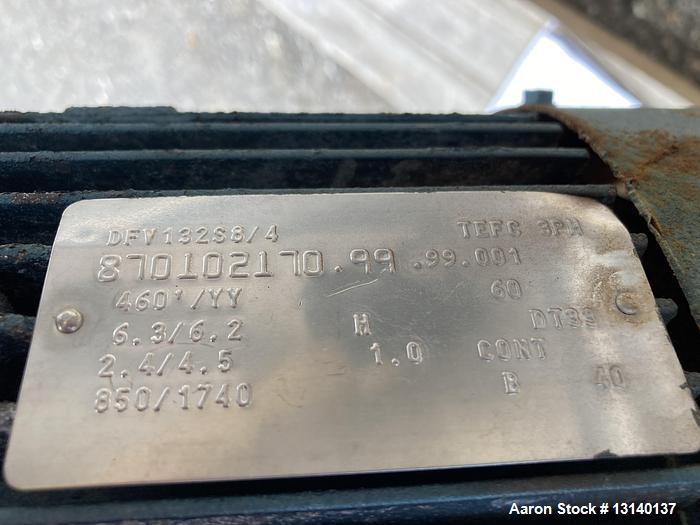 DFV132S8/4 TEFC 3PH
870102170.99 .99.001
460Y/YY 60
6.3/6.2 H DT33
2.4/4.5 1.0 CONT
850/1740 B 40
Aaron Stock # 13140137